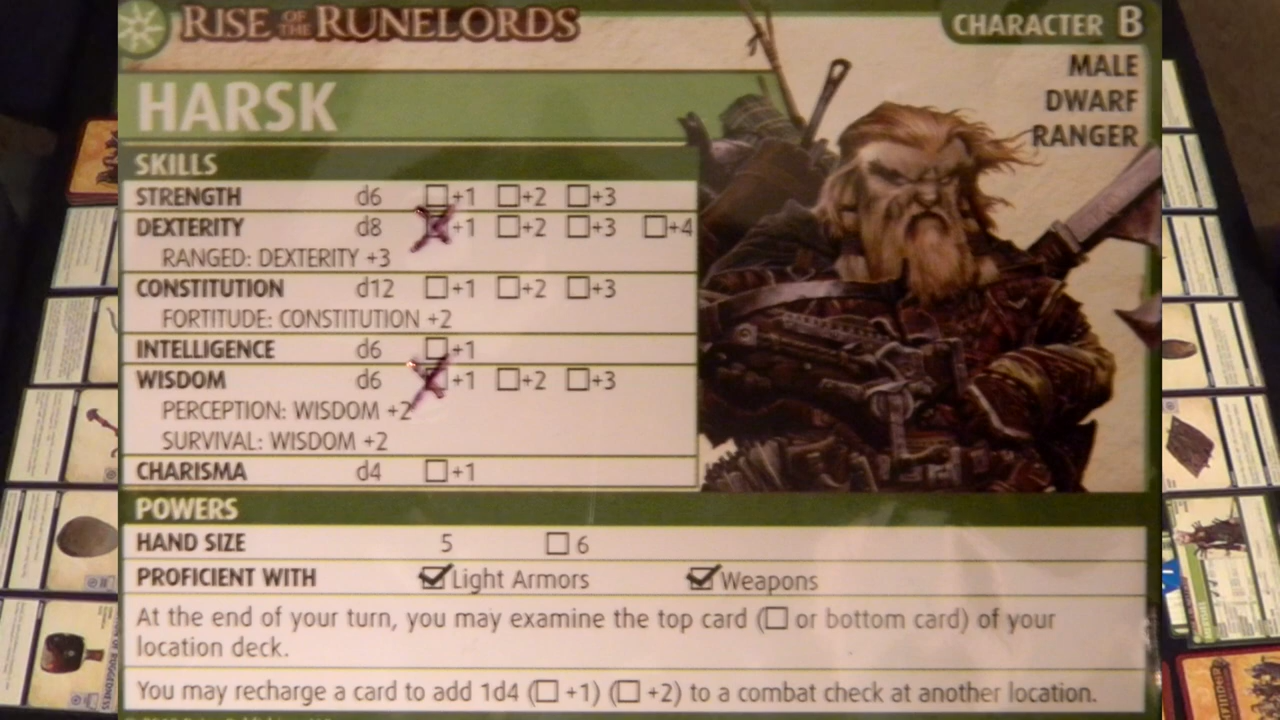 RISE OF THE RUNELORDS
CHARACTER B
MALE
DWARF
RANGER
HARSK
SKILLS
STRENGTH d6 □+1 □+2 □+3
DEXTERITY d8 ☒+1 □+2 □+3 □+4
RANGED: DEXTERITY +3
CONSTITUTION d12 □+1 □+2 □+3
FORTITUDE: CONSTITUTION +2
INTELLIGENCE d6 □+1
WISDOM d6 ☒+1 □+2 □+3
PERCEPTION: WISDOM +2
SURVIVAL: WISDOM +2
CHARISMA d4 □+1
POWERS
HAND SIZE 5 □ 6
PROFICIENT WITH ☑ Light Armors ☑ Weapons
At the end of your turn, you may examine the top card (□ or bottom card) of your
location deck.
You may recharge a card to add 1d4 (□ +1) (□ +2) to a combat check at another location.